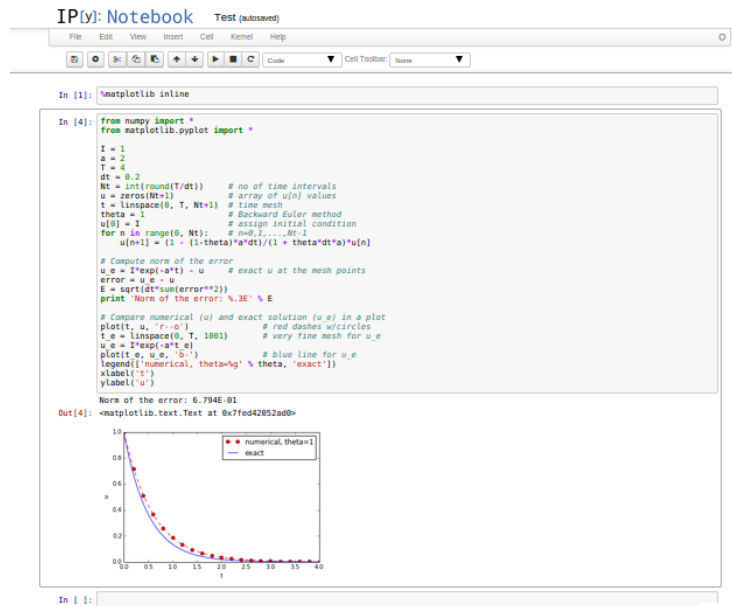 IP[y]: Notebook Test (autosaved)
File Edit View Insert Cell Kernel Help
Code Cell Toolbar: None
In [1]: %matplotlib inline
In [4]: from numpy import *
from matplotlib.pyplot import *
I = 1
a = 2
T = 4
dt = 0.2
Nt = int(round(T/dt)) # no of time intervals
u = zeros(Nt+1) # array of u[n] values
t = linspace(0, T, Nt+1) # time mesh
theta = 1 # Backward Euler method
u[0] = I # assign initial condition
for n in range(0, Nt): # n=0,1,...,Nt-1
u[n+1] = (1 - (1-theta)*a*dt)/(1 + theta*dt*a)*u[n]
# Compute norm of the error
u_e = I*exp(-a*t) - u # exact u at the mesh points
error = u_e - u
E = sqrt(dt*sum(error**2))
print 'Norm of the error: %.3E' % E
# Compare numerical (u) and exact solution (u_e) in a plot
plot(t, u, 'r--o') # red dashes w/circles
t_e = linspace(0, T, 1001) # very fine mesh for u_e
u_e = I*exp(-a*t_e)
plot(t_e, u_e, 'b-') # blue line for u_e
legend(['numerical, theta=%g' % theta, 'exact'])
xlabel('t')
ylabel('u')
Norm of the error: 6.794E-01
Out[4]: <matplotlib.text.Text at 0x7fed42052ad0>
1.0
numerical, theta=1
exact
0.8
0.6
u
0.4
0.2
0.0
0.0 0.5 1.0 1.5 2.0 2.5 3.0 3.5 4.0
t
In [ ]: